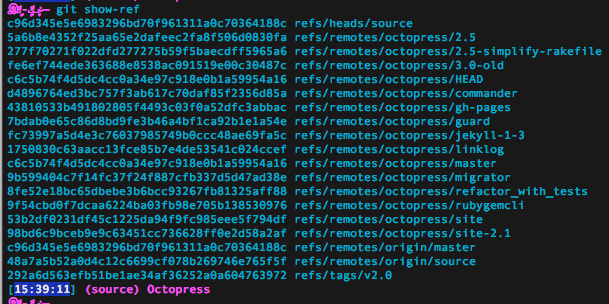 git show-ref
c96d345e5e6983296bd70f961311a0c70364188c refs/heads/source
5a6b8e4352f25aa65e2dafeec2fa8f506d0830fa refs/remotes/octopress/2.5
277f70271f022dfd277275b59f5baecdff5965a6 refs/remotes/octopress/2.5-simplify-rakefile
fe6ef744ede363688e8538ac091519e00c30487c refs/remotes/octopress/3.0-old
c6c5b74f4d5dc4cc0a34e97c918e0b1a59954a16 refs/remotes/octopress/HEAD
d4896764ed3bc757f3ab617c70daf85f2356d85a refs/remotes/octopress/commander
43810533b491802805f4493c03f0a52dfc3abbac refs/remotes/octopress/gh-pages
7bdab0e65c86d8bd9fe3b46a4bf1ca92b1e1a54e refs/remotes/octopress/guard
fc73997a5d4e3c76037985749b0ccc48ae69fa5c refs/remotes/octopress/jekyll-1-3
1750830c63aacc13fce85b7e4de53541c024ccef refs/remotes/octopress/linklog
c6c5b74f4d5dc4cc0a34e97c918e0b1a59954a16 refs/remotes/octopress/master
9b599404c7f14fc37f24f887cfb337d5d47ad38e refs/remotes/octopress/migrator
8fe52e18bc65dbebe3b6bcc93267fb81325aff88 refs/remotes/octopress/refactor_with_tests
9f54cbd0f7dcaa6224ba03fb98e705b138530976 refs/remotes/octopress/rubygemcli
53b2df0231df45c1225da94f9fc985eee5f794df refs/remotes/octopress/site
98bd6c9bceb9e9c63451cc736628ff0e2d58a2af refs/remotes/octopress/site-2.1
c96d345e5e6983296bd70f961311a0c70364188c refs/remotes/origin/master
48a7a5b52a0d4c12c6699cf078b269746e765f5f refs/remotes/origin/source
292a6d563efb51be1ae34af36252a0a604763972 refs/tags/v2.0
[15:39:11] (source) Octopress